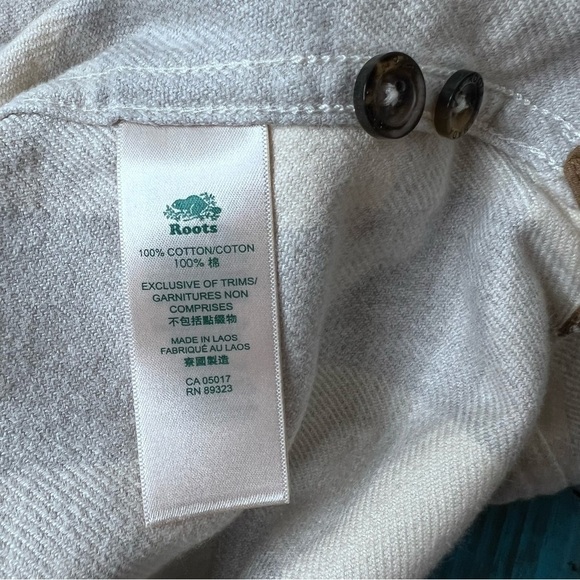 Roots
100% COTTON/COTON
100% 棉
EXCLUSIVE OF TRIMS/
GARNITURES NON
COMPRISES
不包括點綴物
MADE IN LAOS
FABRIQUÉ AU LAOS
寮國製造
CA 05017
RN 89323